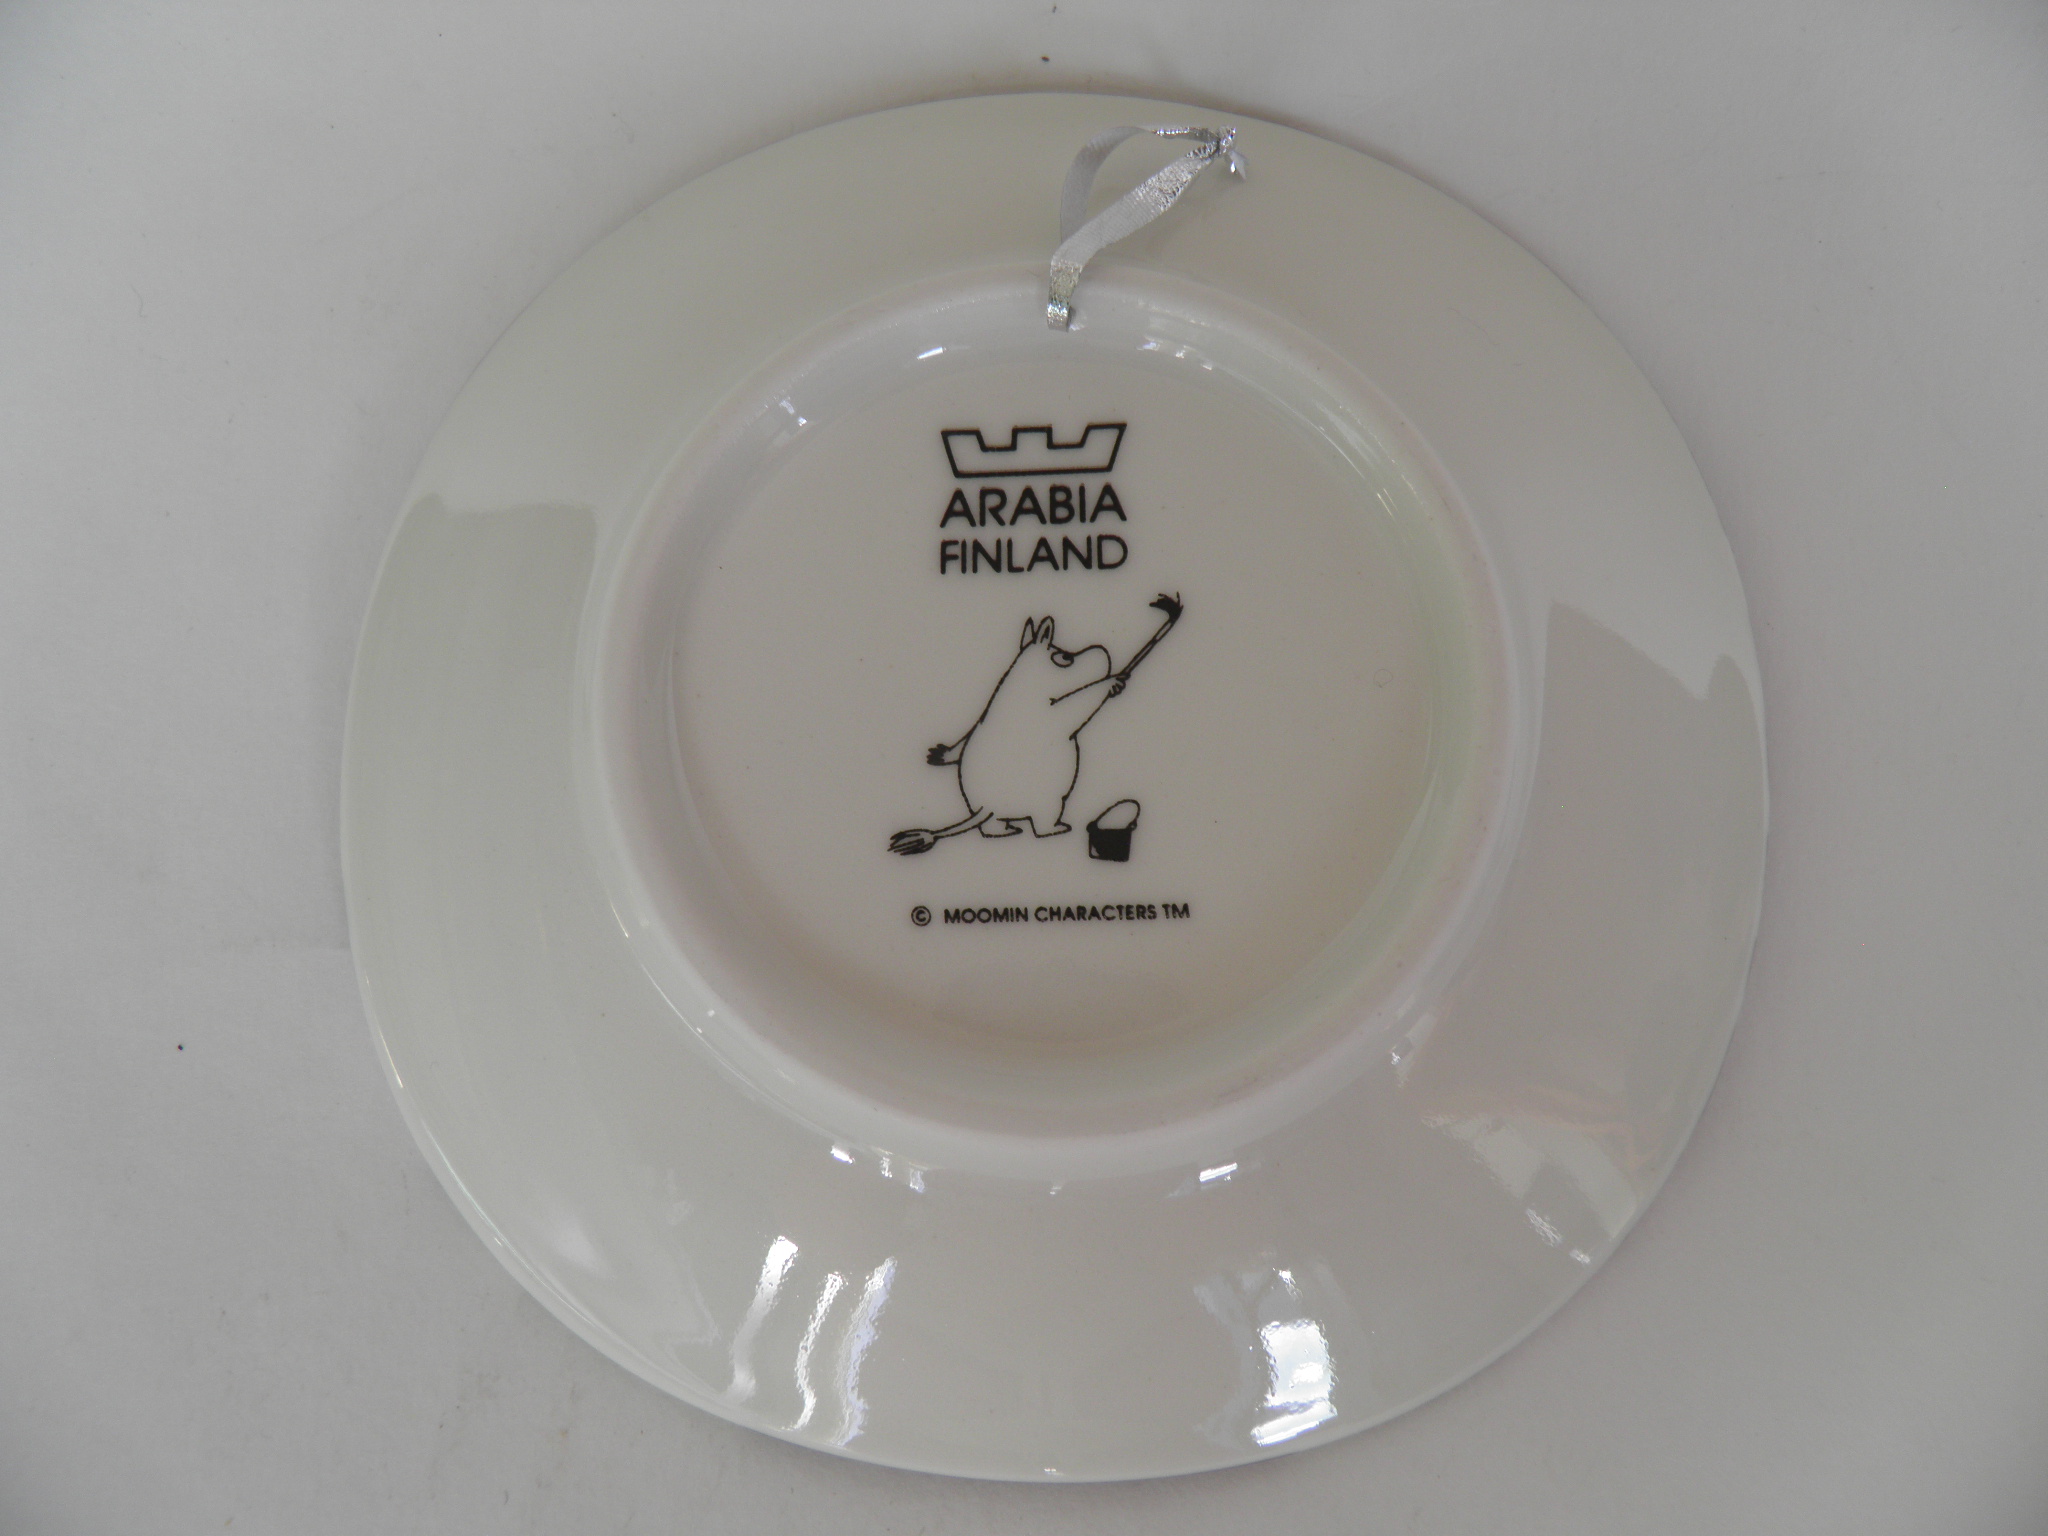 ARABIA
FINLAND
© MOOMIN CHARACTERS TM